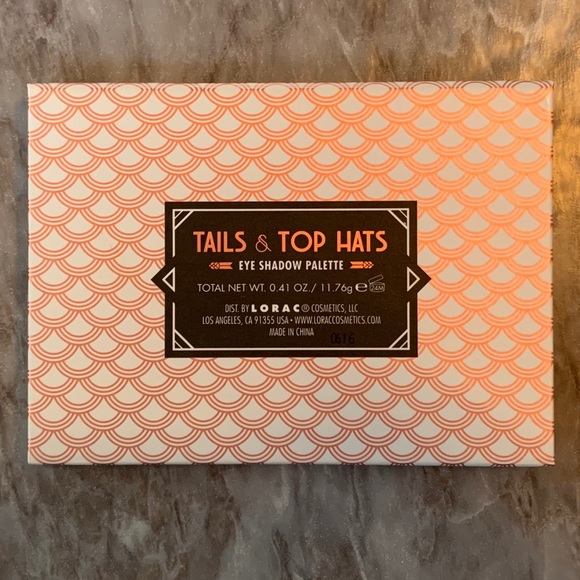 TAILS & TOP HATS
EYE SHADOW PALETTE
TOTAL NET WT. 0.41 OZ./ 11.76g e 24M
DIST. BY LORAC® COSMETICS, LLC
LOS ANGELES, CA 91355 USA • WWW.LORACCOSMETICS.COM
MADE IN CHINA
0616